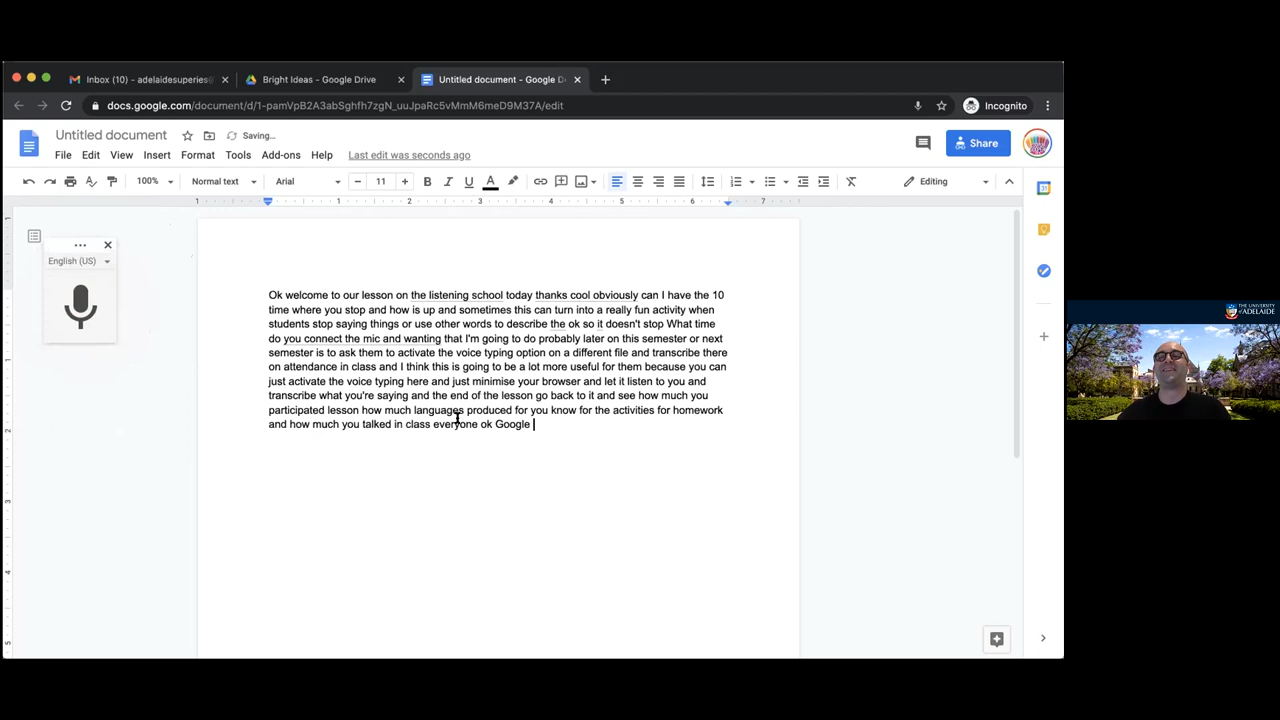 Inbox (10) - adelaidesuperies@
Bright Ideas - Google Drive
Untitled document - Google D
docs.google.com/document/d/1-pamVpB2A3abSghfh7zgN_uuJpaRc5vMmM6meD9M37A/edit
Incognito
Untitled document
Saving...
File Edit View Insert Format Tools Add-ons Help Last edit was seconds ago
Share
100% Normal text Arial 11 B I U A Editing
1 1 2 3 4 5 6 7
English (US)
Ok welcome to our lesson on the listening school today thanks cool obviously can I have the 10
time where you stop and how is up and sometimes this can turn into a really fun activity when
students stop saying things or use other words to describe the ok so it doesn't stop What time
do you connect the mic and wanting that I'm going to do probably later on this semester or next
semester is to ask them to activate the voice typing option on a different file and transcribe there
on attendance in class and I think this is going to be a lot more useful for them because you can
just activate the voice typing here and just minimise your browser and let it listen to you and
transcribe what you're saying and the end of the lesson go back to it and see how much you
participated lesson how much languages produced for you know for the activities for homework
and how much you talked in class everyone ok Google
THE UNIVERSITY
of ADELAIDE